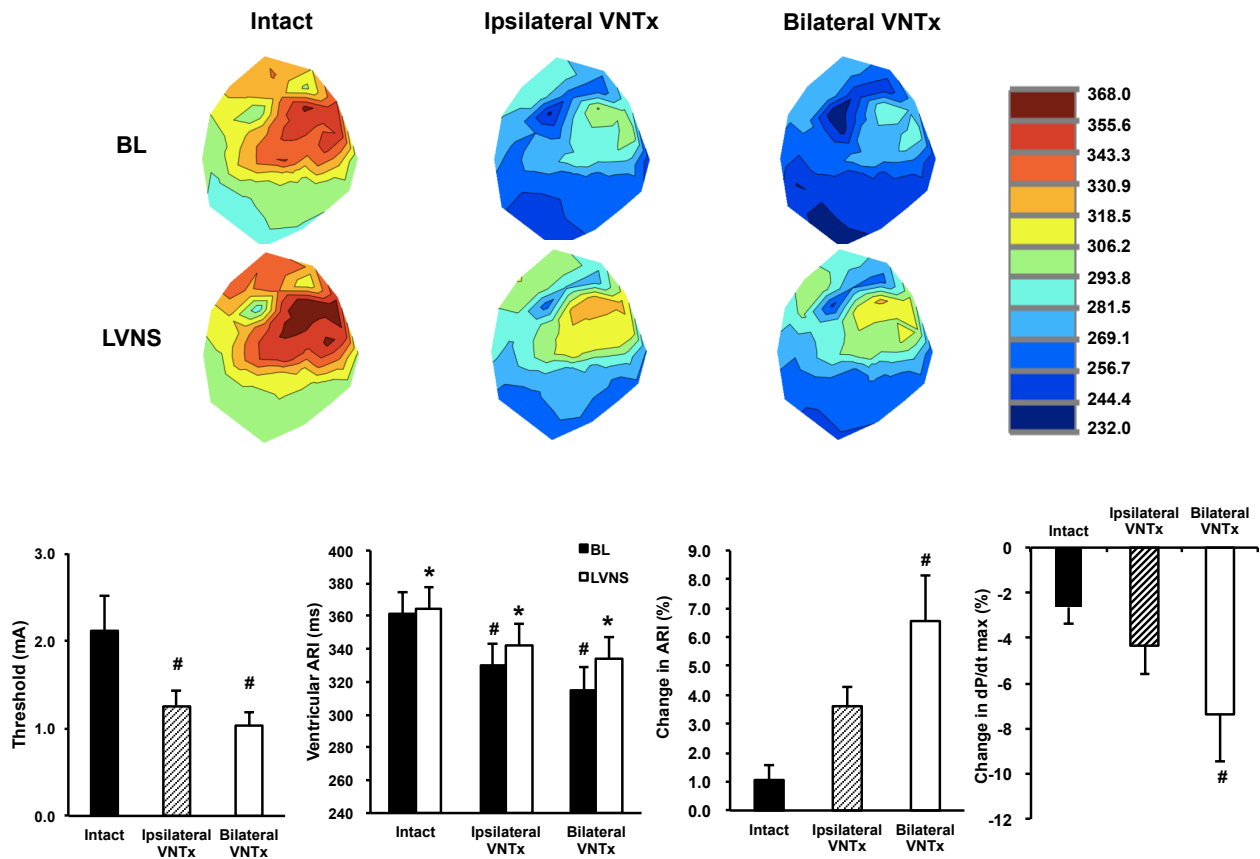 Intact
Ipsilateral VNTx
Bilateral VNTx
BL
LVNS
368.0
355.6
343.3
330.9
318.5
306.2
293.8
281.5
269.1
256.7
244.4
232.0
Threshold (mA)
3.0
2.0
1.0
0.0
#
#
Intact
Ipsilateral
VNTx
Bilateral
VNTx
Ventricular ARI (ms)
400
380
360
340
320
300
280
260
240
BL
LVNS
*
#
*
#
*
Intact
Ipsilateral
VNTx
Bilateral
VNTx
Change in ARI (%)
9.0
8.0
7.0
6.0
5.0
4.0
3.0
2.0
1.0
0.0
#
Intact
Ipsilateral
VNTx
Bilateral
VNTx
Change in dP/dt max (%)
Intact
Ipsilateral
VNTx
Bilateral
VNTx
0
-2
-4
-6
-8
-10
-12
#